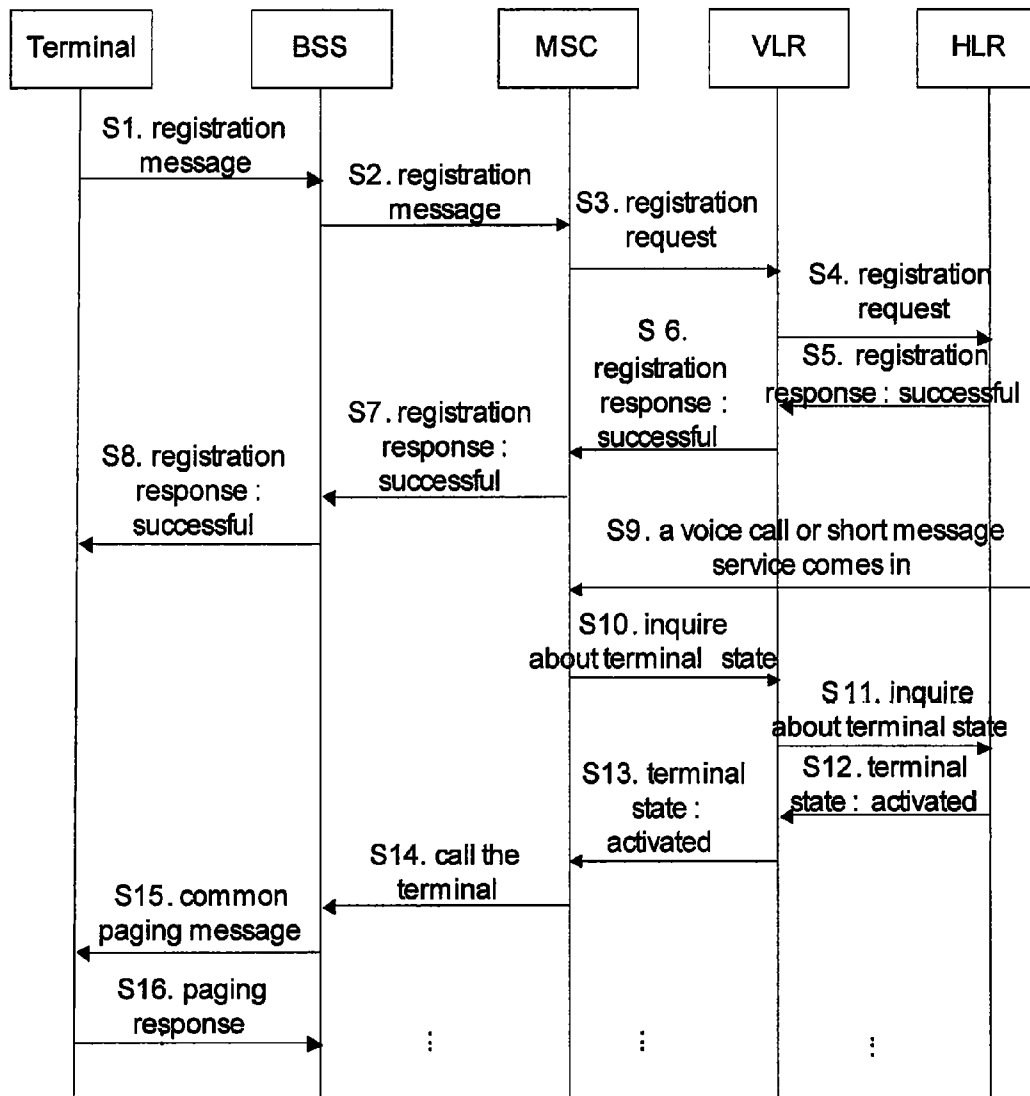 Terminal
BSS
MSC
VLR
HLR
S1. registration
message
S2. registration
message
S3. registration
request
S4. registration
request
S5. registration
response : successful
S 6.
registration
response :
successful
S7. registration
response :
successful
S8. registration
response :
successful
S9. a voice call or short message
service comes in
S10. inquire
about terminal state
S11. inquire
about terminal state
S12. terminal
state : activated
S13. terminal
state :
activated
S14. call the
terminal
S15. common
paging message
S16. paging
response